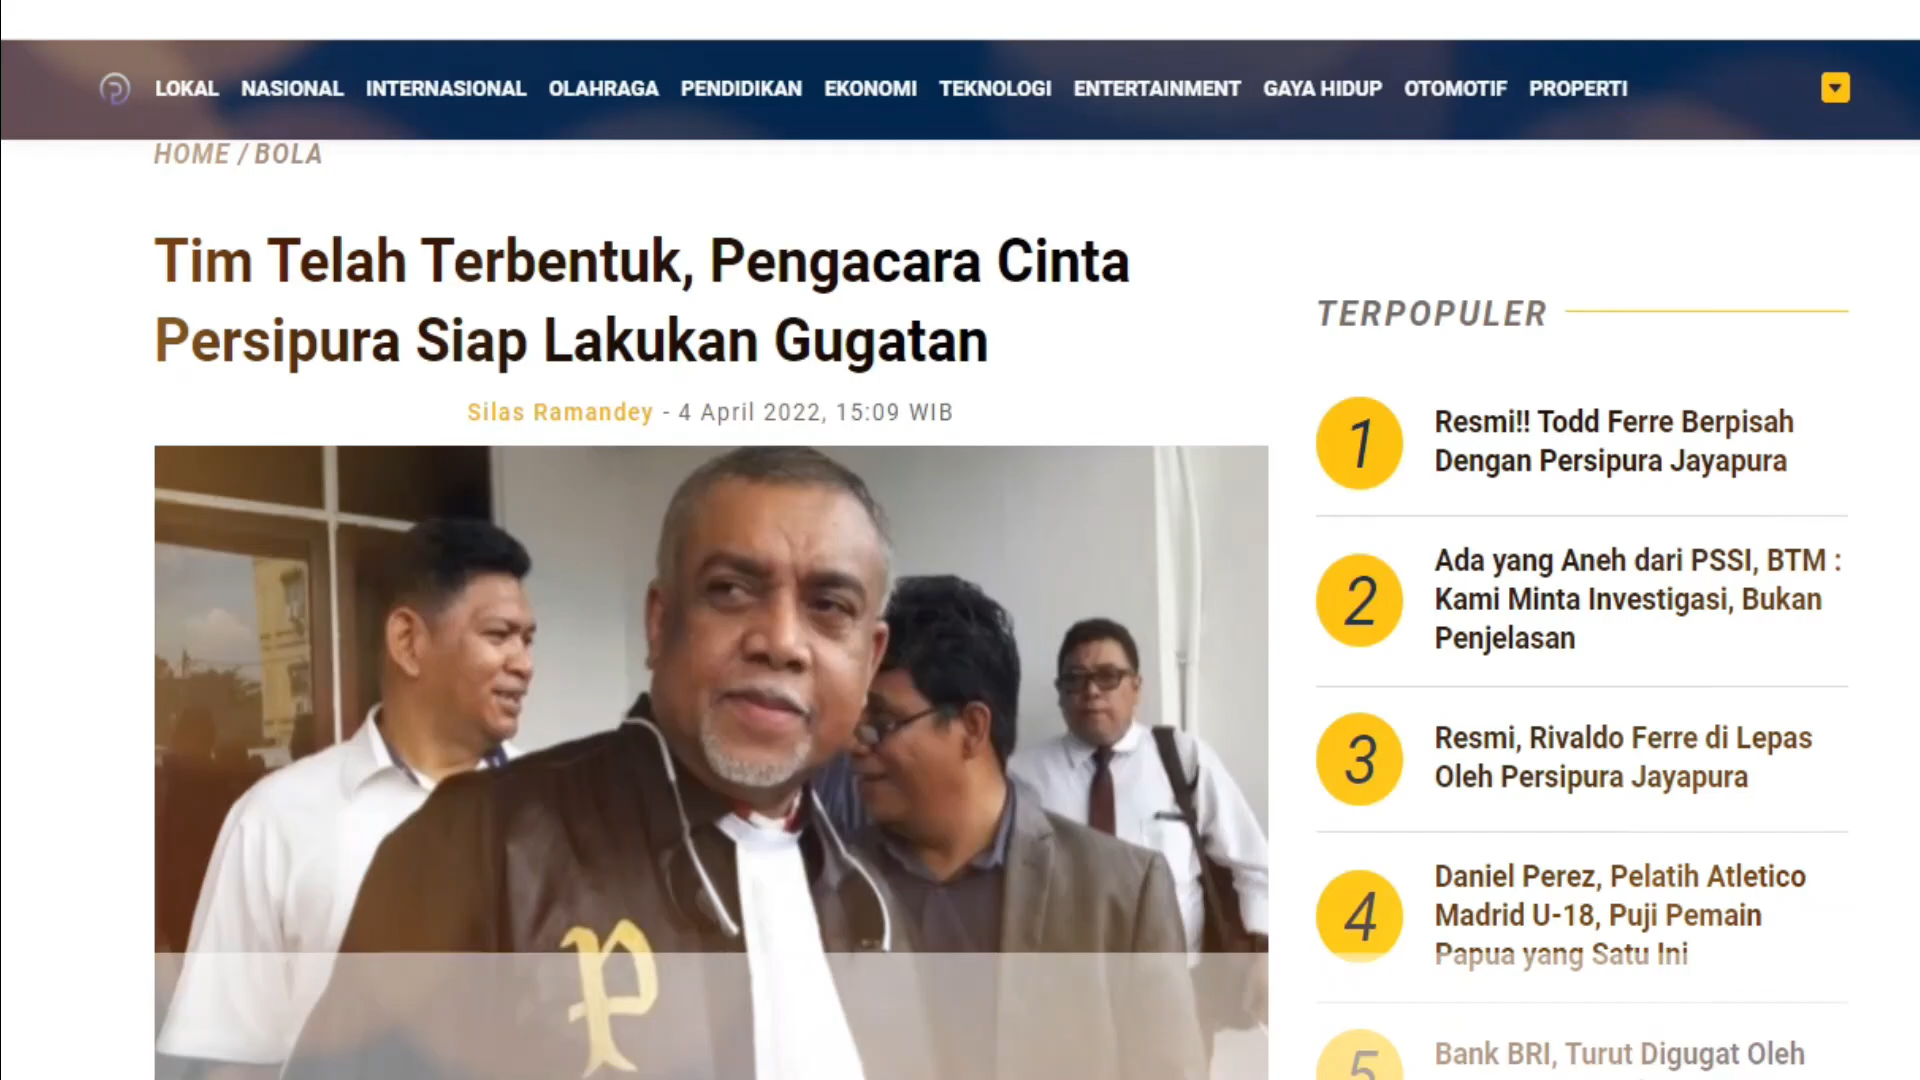 LOKAL NASIONAL INTERNASIONAL OLAHRAGA PENDIDIKAN EKONOMI TEKNOLOGI ENTERTAINMENT GAYA HIDUP OTOMOTIF PROPERTI
HOME / BOLA
Tim Telah Terbentuk, Pengacara Cinta
Persipura Siap Lakukan Gugatan
Silas Ramandey - 4 April 2022, 15:09 WIB
P
TERPOPULER
1
Resmi!! Todd Ferre Berpisah
Dengan Persipura Jayapura
2
Ada yang Aneh dari PSSI, BTM :
Kami Minta Investigasi, Bukan
Penjelasan
3
Resmi, Rivaldo Ferre di Lepas
Oleh Persipura Jayapura
4
Daniel Perez, Pelatih Atletico
Madrid U-18, Puji Pemain
Papua yang Satu Ini
5
Bank BRI, Turut Digugat Oleh